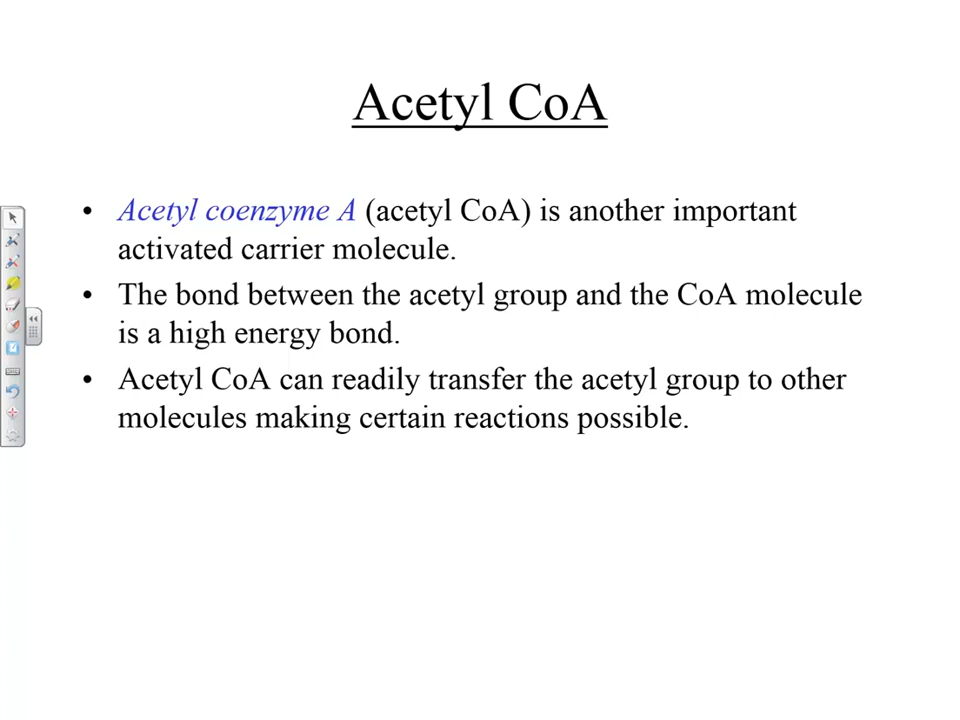 Acetyl CoA
• Acetyl coenzyme A (acetyl CoA) is another important
activated carrier molecule.
• The bond between the acetyl group and the CoA molecule
is a high energy bond.
• Acetyl CoA can readily transfer the acetyl group to other
molecules making certain reactions possible.